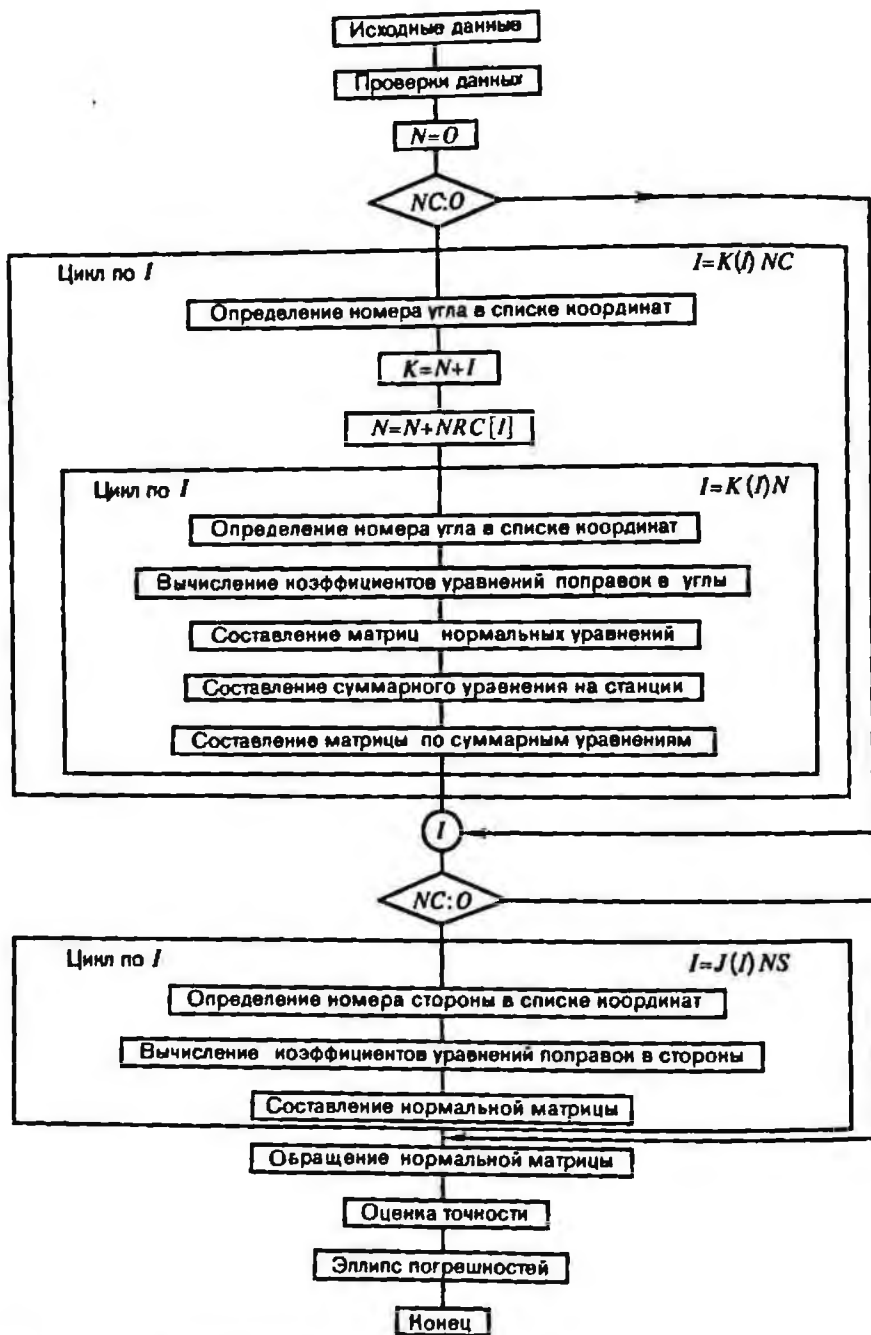 Исходные данные
Проверки данных
N=O
NC:O
Цикл по I
I=K(I)NC
Определение номера угла в списке координат
K=N+I
N=N+NRC[I]
Цикл по I
I=K(I)N
Определение номера угла в списке координат
Вычисление коэффициентов уравнений поправок в углы
Составление матриц нормальных уравнений
Составление суммарного уравнения на станции
Составление матрицы по суммарным уравнениям
I
NC:O
Цикл по I
I=J(I)NS
Определение номера стороны в списке координат
Вычисление коэффициентов уравнений поправок в стороны
Составление нормальной матрицы
Обращение нормальной матрицы
Оценка точности
Эллипс погрешностей
Конец